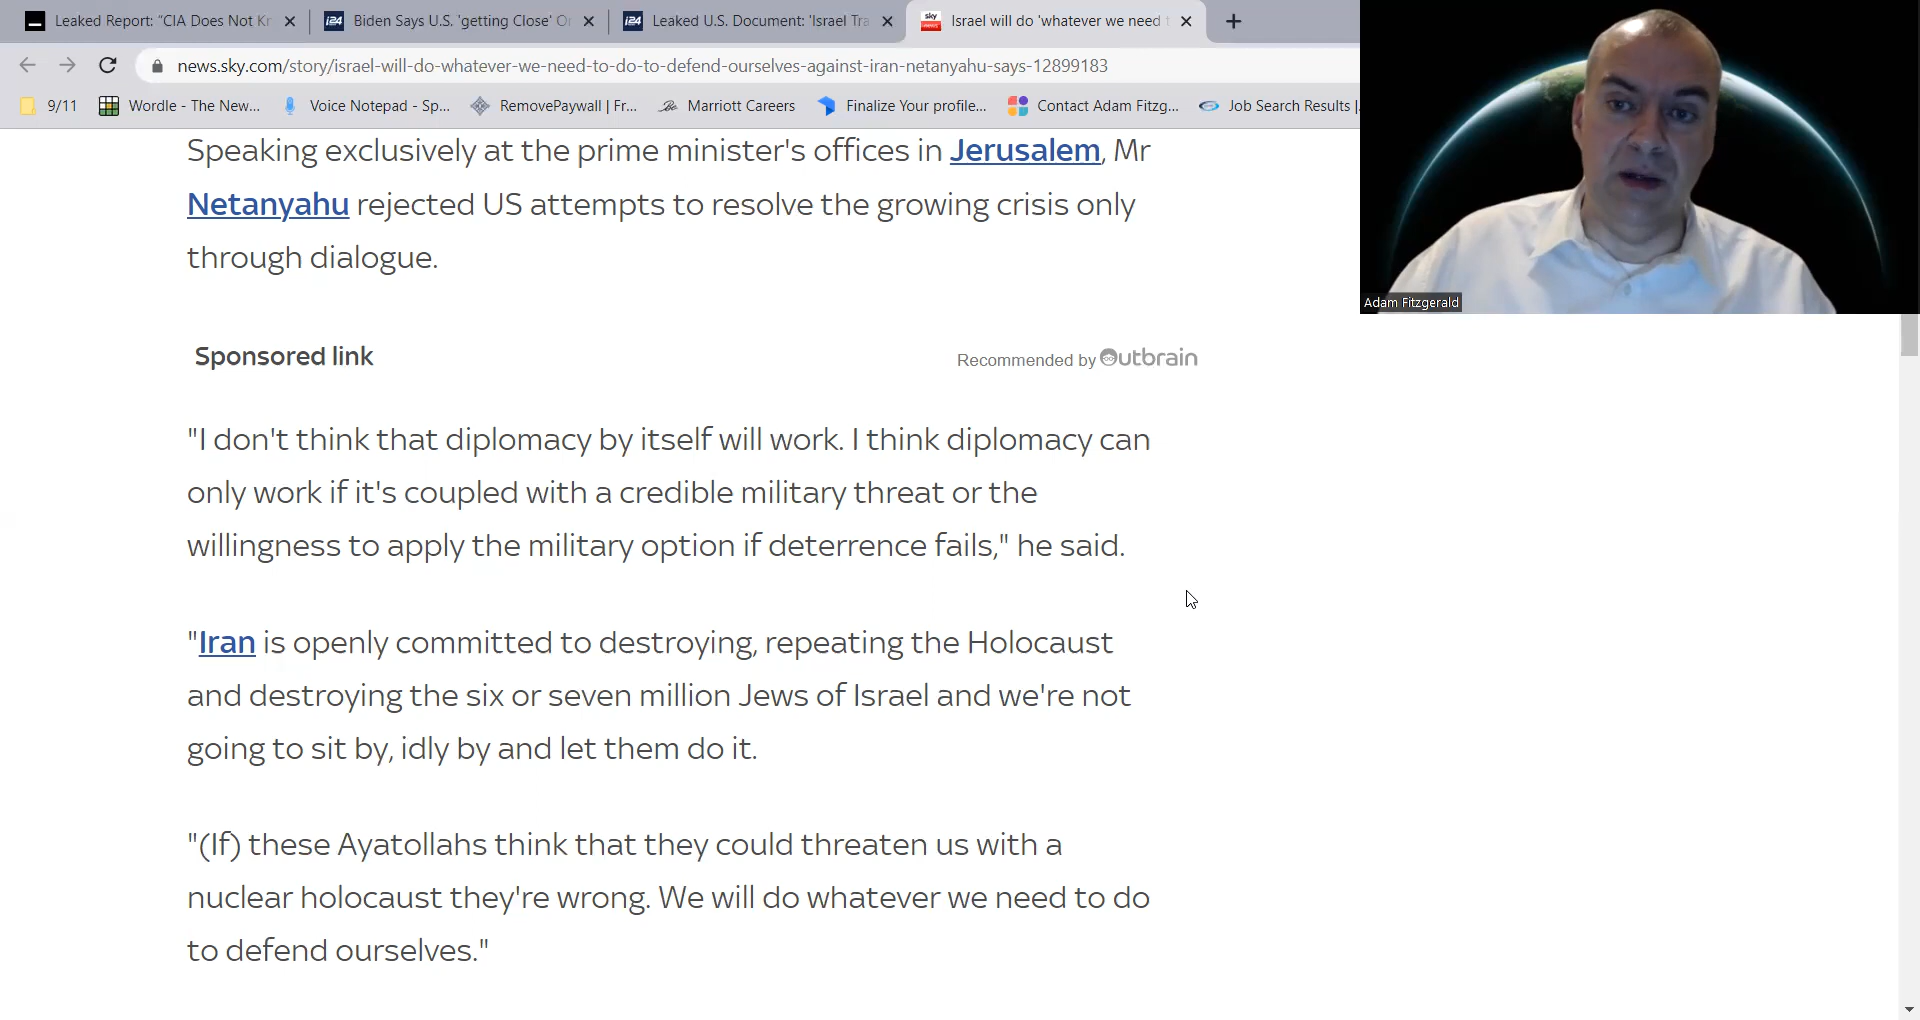 Leaked Report: "CIA Does Not Kr
Biden Says U.S. 'getting Close' Or
Leaked U.S. Document: 'Israel Tra
Israel will do 'whatever we need t
news.sky.com/story/israel-will-do-whatever-we-need-to-do-to-defend-ourselves-against-iran-netanyahu-says-12899183
9/11
Wordle - The New...
Voice Notepad - Sp...
RemovePaywall | Fr...
Marriott Careers
Finalize Your profile...
Contact Adam Fitzg...
Job Search Results |
Adam Fitzgerald
Speaking exclusively at the prime minister's offices in Jerusalem, Mr
Netanyahu rejected US attempts to resolve the growing crisis only
through dialogue.
Sponsored link
Recommended by Outbrain
"I don't think that diplomacy by itself will work. I think diplomacy can
only work if it's coupled with a credible military threat or the
willingness to apply the military option if deterrence fails," he said.
"Iran is openly committed to destroying, repeating the Holocaust
and destroying the six or seven million Jews of Israel and we're not
going to sit by, idly by and let them do it.
"(If) these Ayatollahs think that they could threaten us with a
nuclear holocaust they're wrong. We will do whatever we need to do
to defend ourselves."